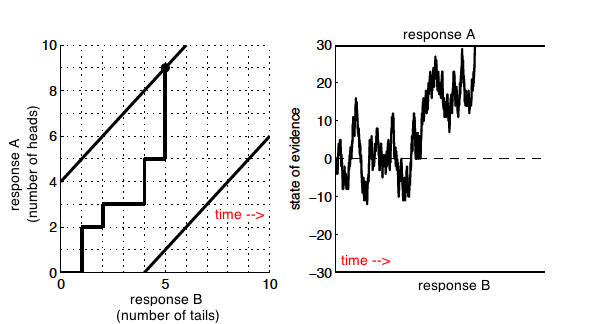 response A
(number of heads)
10
8
6
4
2
0
0
5
10
time -->
response B
(number of tails)
response A
state of evidence
30
20
10
0
−10
−20
−30
time -->
response B